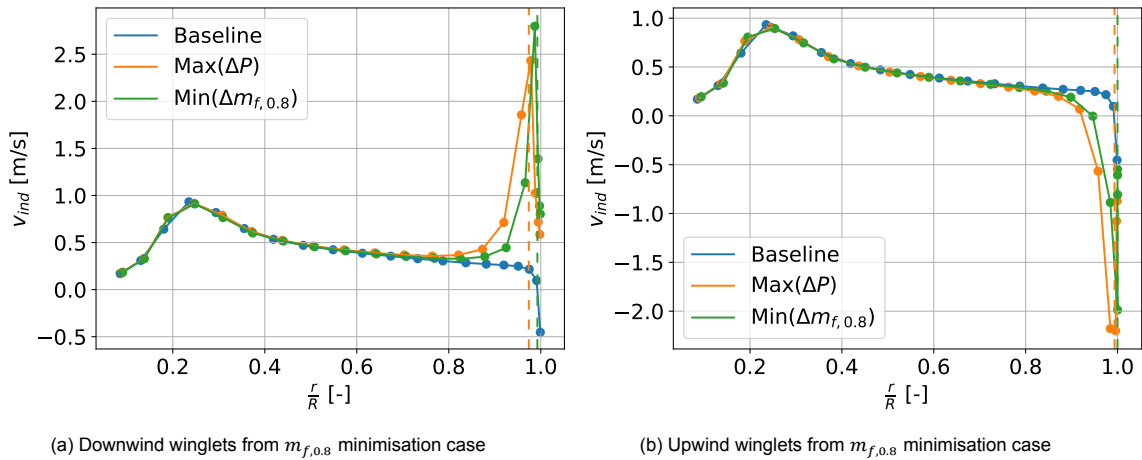 Baseline
Max(ΔP)
Min(Δm_{f,0.8})
2.5
2.0
1.5
1.0
0.5
0.0
−0.5
v_{ind} [m/s]
0.2 0.4 0.6 0.8 1.0
r/R [-]
(a) Downwind winglets from m_{f,0.8} minimisation case
1.0
0.5
0.0
−0.5
−1.0
−1.5
−2.0
v_{ind} [m/s]
Baseline
Max(ΔP)
Min(Δm_{f,0.8})
0.2 0.4 0.6 0.8 1.0
r/R [-]
(b) Upwind winglets from m_{f,0.8} minimisation case